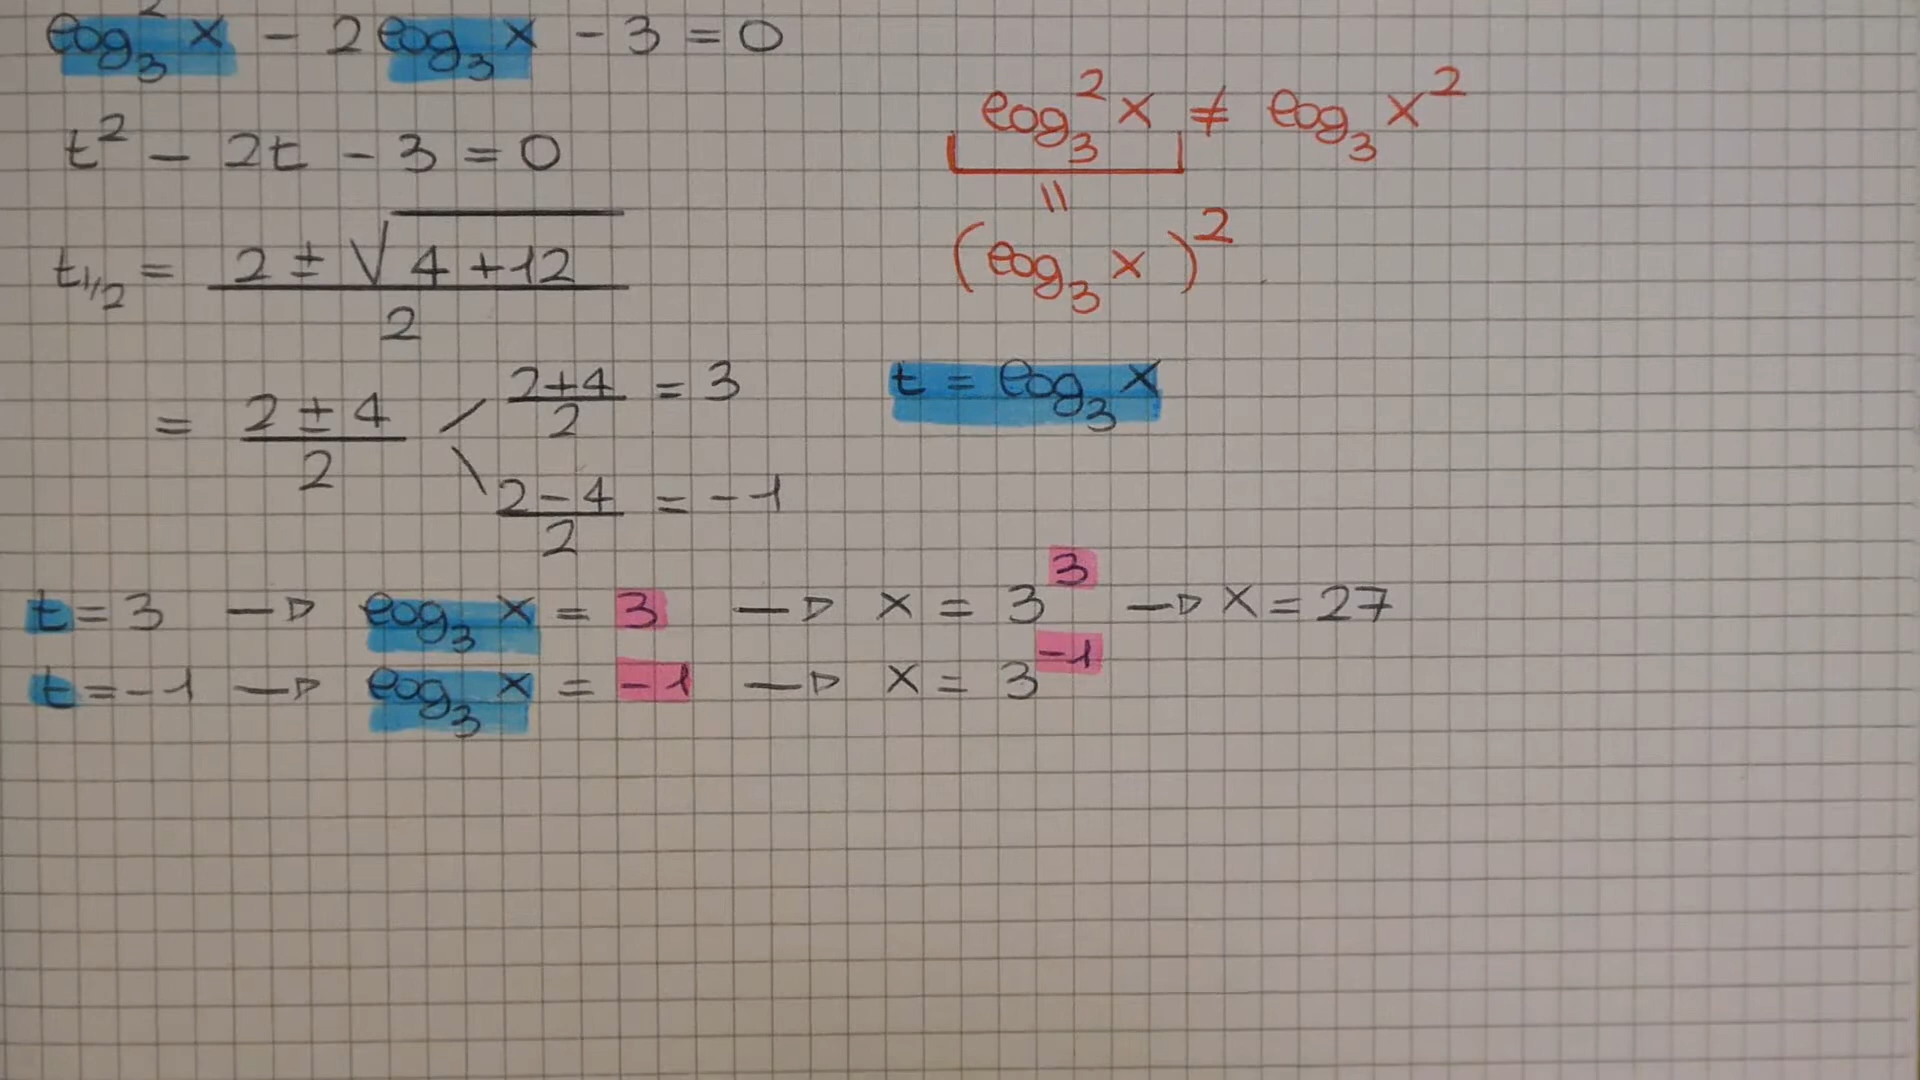 log₃² x - 2 log₃ x - 3 = 0
t² - 2t - 3 = 0
log₃² x ≠ log₃ x²
=
(log₃ x)²
t₁/₂ = (2 ± √(4 + 12)) / 2
= (2 ± 4) / 2
(2 + 4) / 2 = 3
(2 - 4) / 2 = -1
t = log₃ x
t = 3 → log₃ x = 3 → x = 3³ → x = 27
t = -1 → log₃ x = -1 → x = 3⁻¹